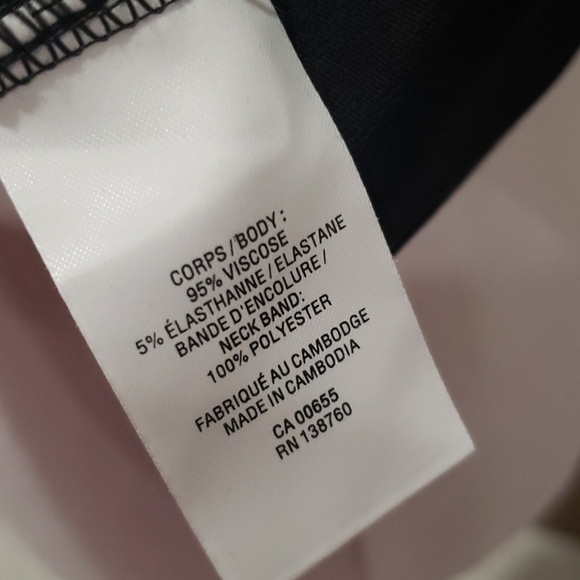 CORPS/BODY:
95% VISCOSE
5% ÉLASTHANNE/ELASTANE
BANDE D'ENCOLURE/
NECK BAND:
100% POLYESTER
FABRIQUÉ AU CAMBODGE
MADE IN CAMBODIA
CA 00655
RN 138760